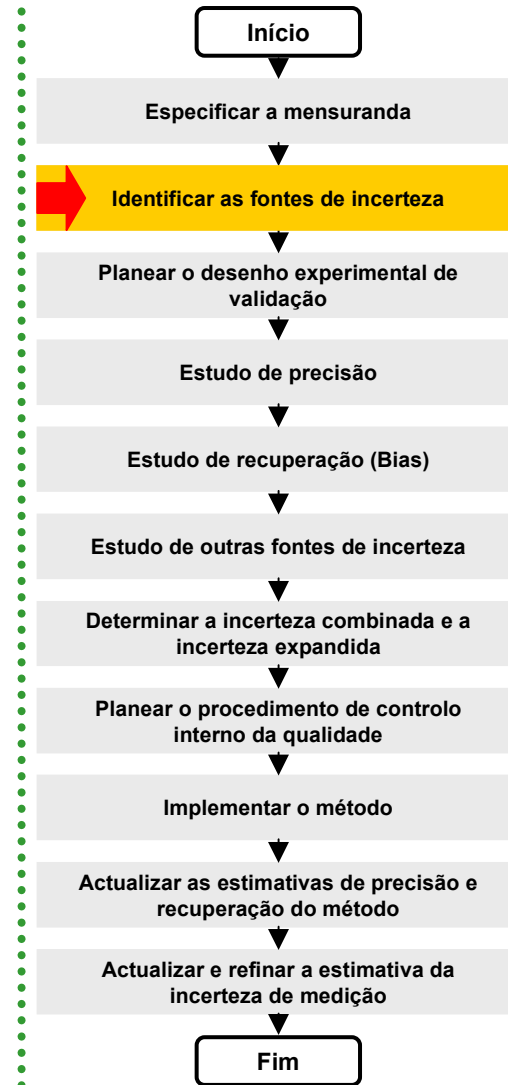 Início
Especificar a mensuranda
Identificar as fontes de incerteza
Planear o desenho experimental de
validação
Estudo de precisão
Estudo de recuperação (Bias)
Estudo de outras fontes de incerteza
Determinar a incerteza combinada e a
incerteza expandida
Planear o procedimento de controlo
interno da qualidade
Implementar o método
Actualizar as estimativas de precisão e
recuperação do método
Actualizar e refinar a estimativa da
incerteza de medição
Fim